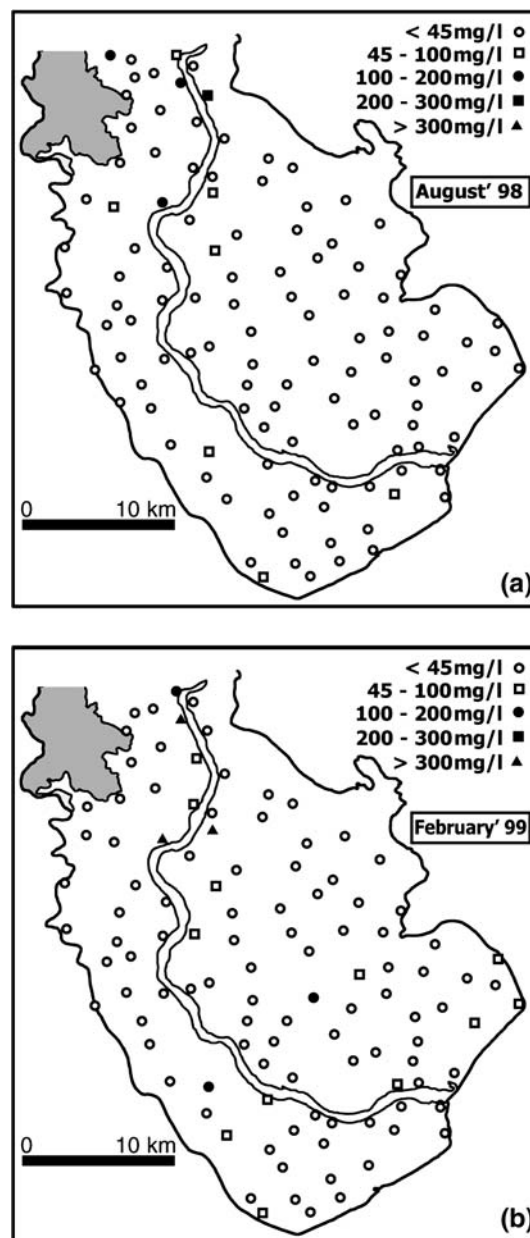 < 45mg/l
45 - 100mg/l
100 - 200mg/l
200 - 300mg/l
> 300mg/l
August' 98
0 10 km
(a)
< 45mg/l
45 - 100mg/l
100 - 200mg/l
200 - 300mg/l
> 300mg/l
February' 99
0 10 km
(b)